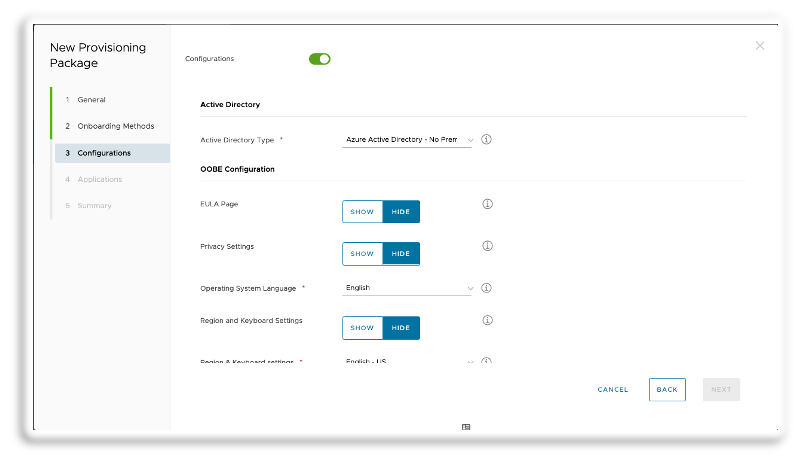 New Provisioning
Package
1 General
2 Onboarding Methods
3 Configurations
4 Applications
5 Summary
Configurations
Active Directory
Active Directory Type *
Azure Active Directory - No Prem
OOBE Configuration
EULA Page
SHOW HIDE
Privacy Settings
SHOW HIDE
Operating System Language *
English
Region and Keyboard Settings
SHOW HIDE
Region & Keyboard settings *
English - US
CANCEL BACK NEXT